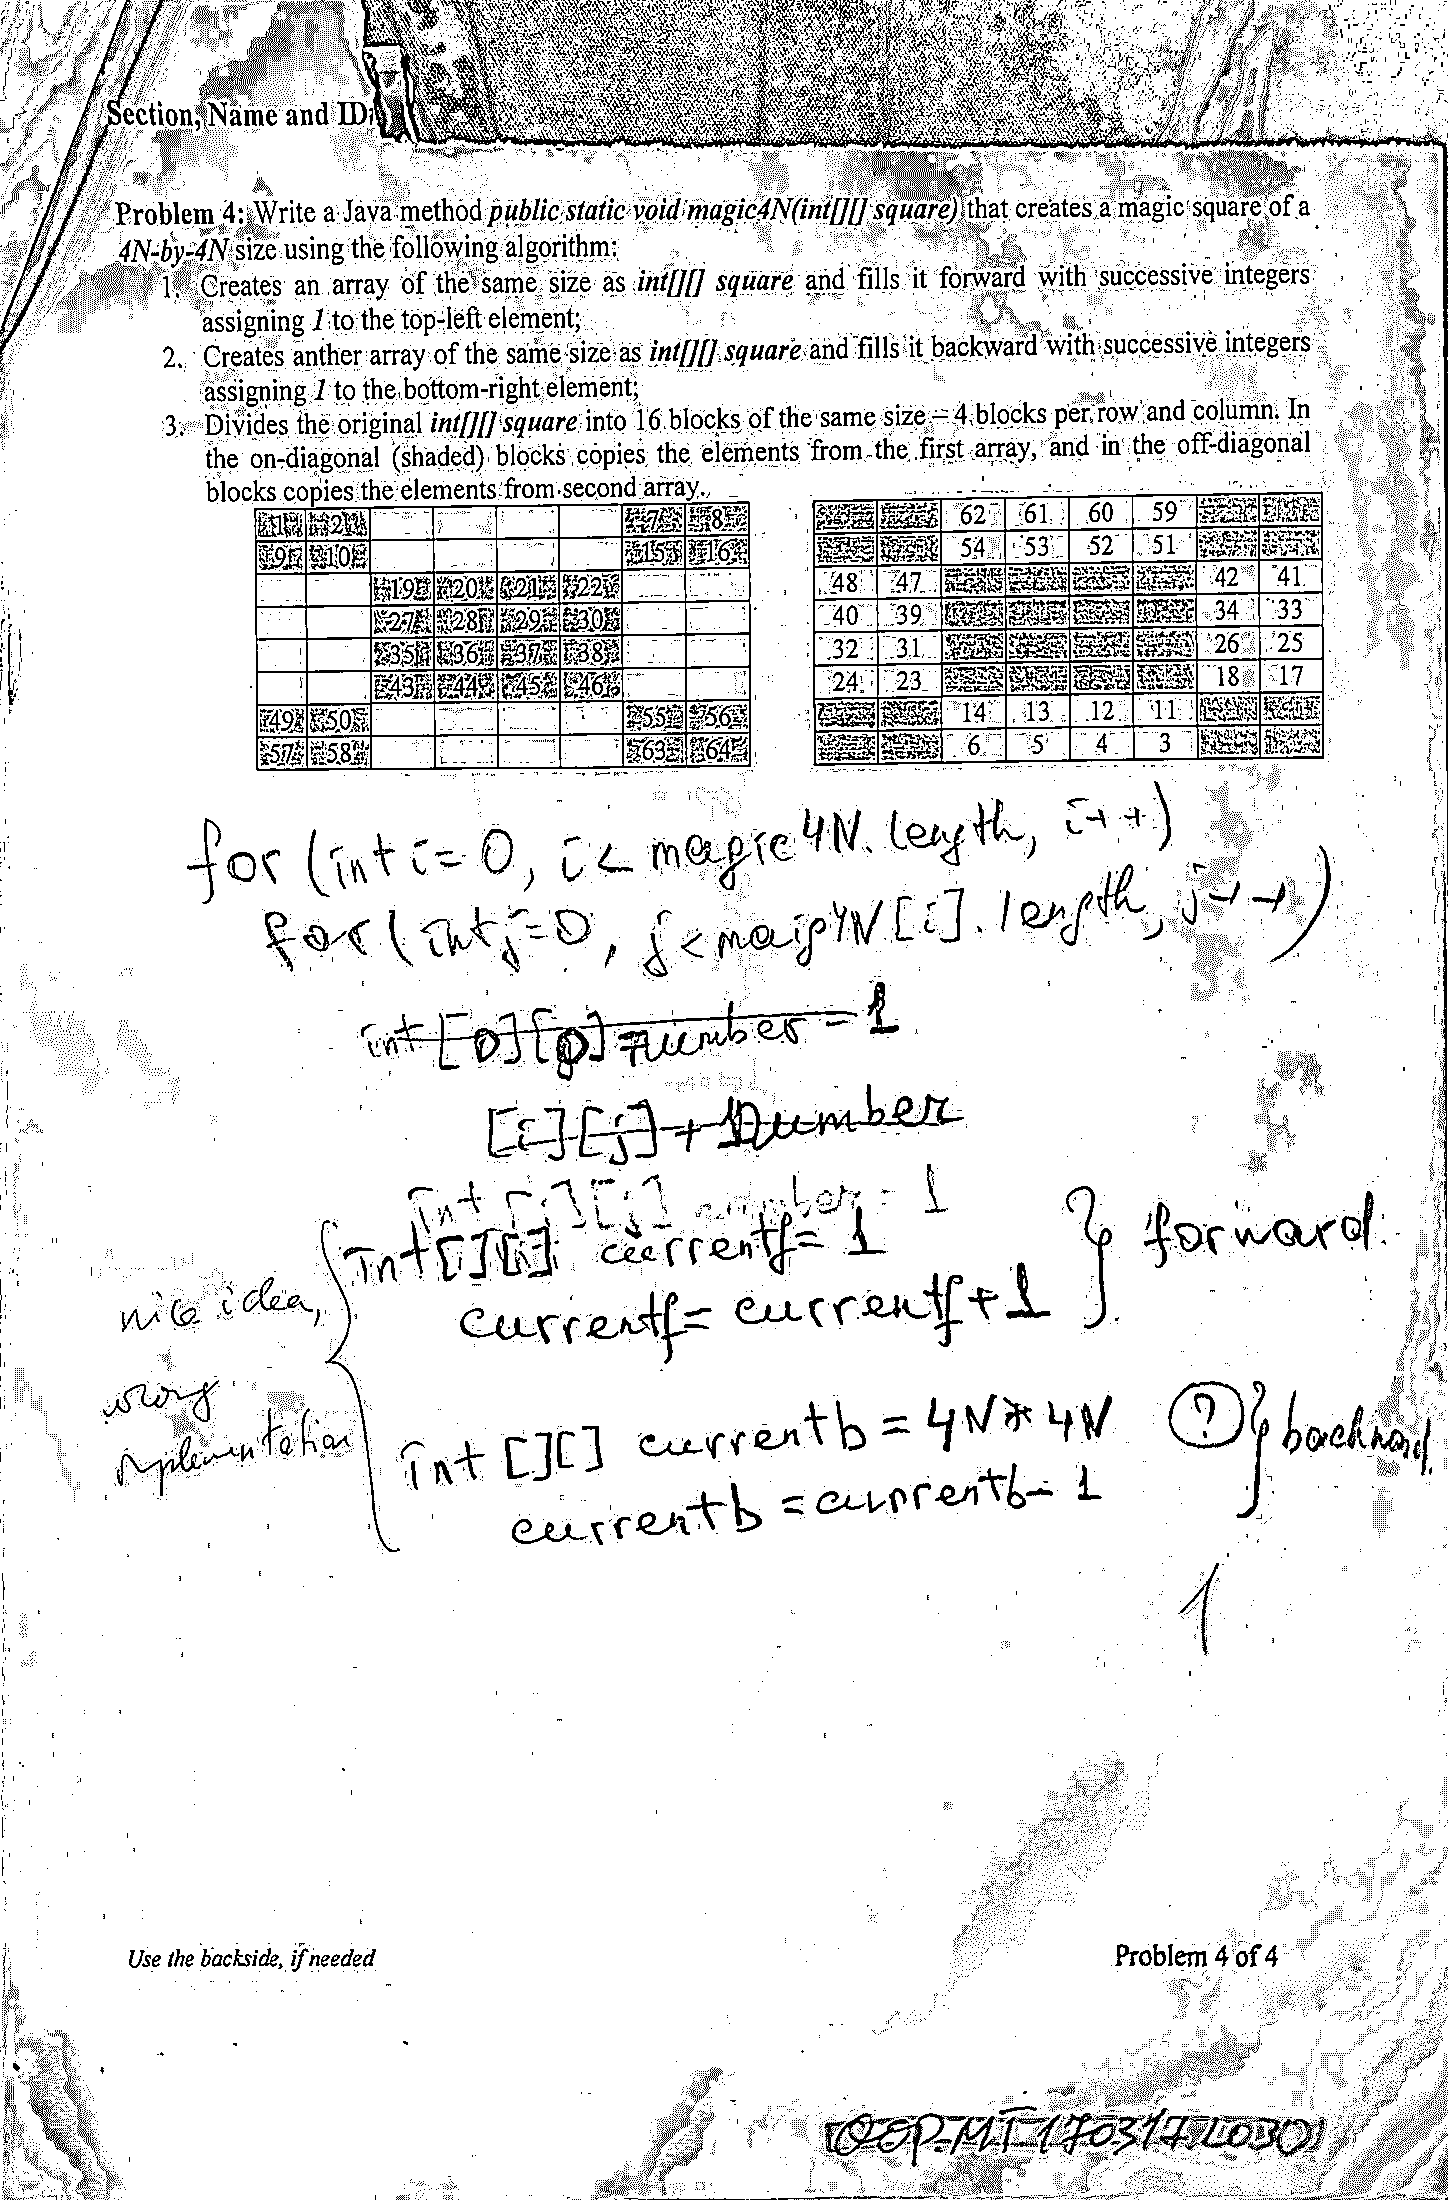 Section, Name and ID:
Problem 4: Write a Java method public static void magic4N(int[][] square) that creates a magic square of a
4N-by-4N size using the following algorithm:
1. Creates an array of the same size as int[][] square and fills it forward with successive integers
assigning 1 to the top-left element;
2. Creates anther array of the same size as int[][] square and fills it backward with successive integers
assigning 1 to the bottom-right element;
3. Divides the original int[][] square into 16 blocks of the same size – 4 blocks per row and column. In
the on-diagonal (shaded) blocks copies the elements from the first array, and in the off-diagonal
blocks copies the elements from second array.
1 2 7 8
9 10 15 16
19 20 21 22
27 28 29 30
35 36 37 38
43 44 45 46
49 50 55 56
57 58 63 64
62 61 60 59
54 53 52 51
48 47 42 41
40 39 34 33
32 31 26 25
24 23 18 17
14 13 12 11
6 5 4 3
for (int i = 0, i < magic4N. length, i++)
for (int j = 0, j < maig4N [i]. length, j++)
int [0][0] = number = 1
[i][j] + number
int [i][j] number = 1
int [][] currentf = 1 } forward
currentf = currentf + 1
nice idea,
wrong
implementation
int [][] currentb = 4N * 4N ? } backward
currentb = currentb - 1
1
Use the backside, if needed
Problem 4 of 4
OOP-MT-170317-LO30